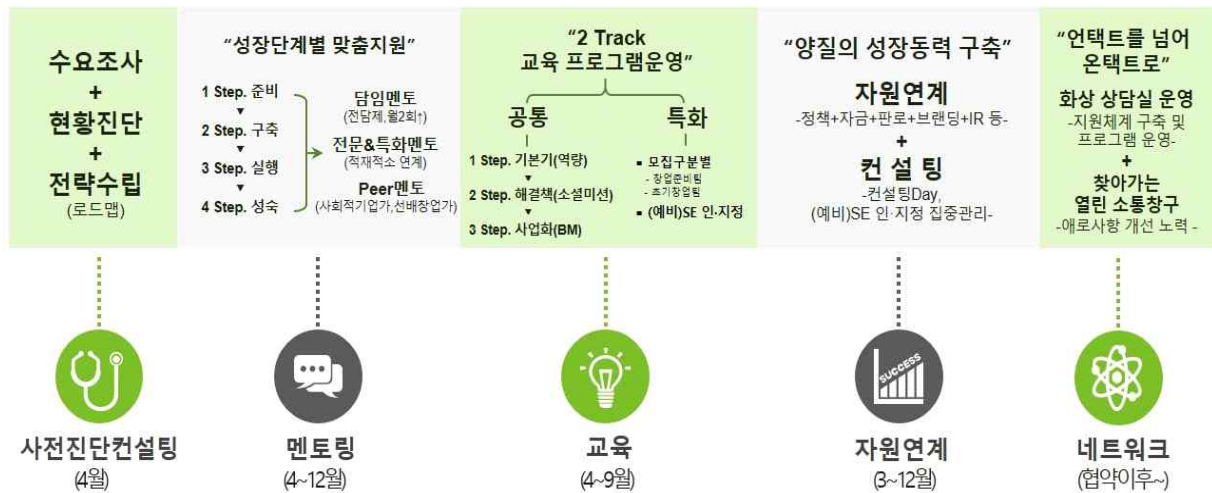 수요조사
+
현황진단
+
전략수립
(로드맵)
“성장단계별 맞춤지원”
1 Step. 준비
2 Step. 구축
3 Step. 실행
4 Step. 성숙
담임멘토
(전담제,월2회↑)
전문&특화멘토
(적재적소 연계)
Peer멘토
(사회적기업가,선배창업가)
“2 Track
교육 프로그램운영”
공통
1 Step. 기본기(역량)
2 Step. 해결책(소셜미션)
3 Step. 사업화(BM)
특화
▪ 모집구분별
- 창업준비팀
- 초기창업팀
▪ (예비)SE 인·지정
“양질의 성장동력 구축”
자원연계
-정책+자금+판로+브랜딩+IR 등-
+
컨 설 팅
-컨설팅Day,
(예비)SE 인·지정 집중관리-
“언택트를 넘어
온택트로”
화상 상담실 운영
-지원체계 구축 및
프로그램 운영-
+
찾아가는
열린 소통창구
-애로사항 개선 노력 -
SUCCESS
사전진단컨설팅
(4월)
멘토링
(4~12월)
교육
(4~9월)
자원연계
(3~12월)
네트워크
(협약이후~)